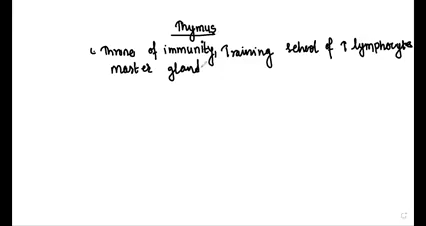 Thymus
↳ Throne of immunity, Training school of T lymphocytes
master gland